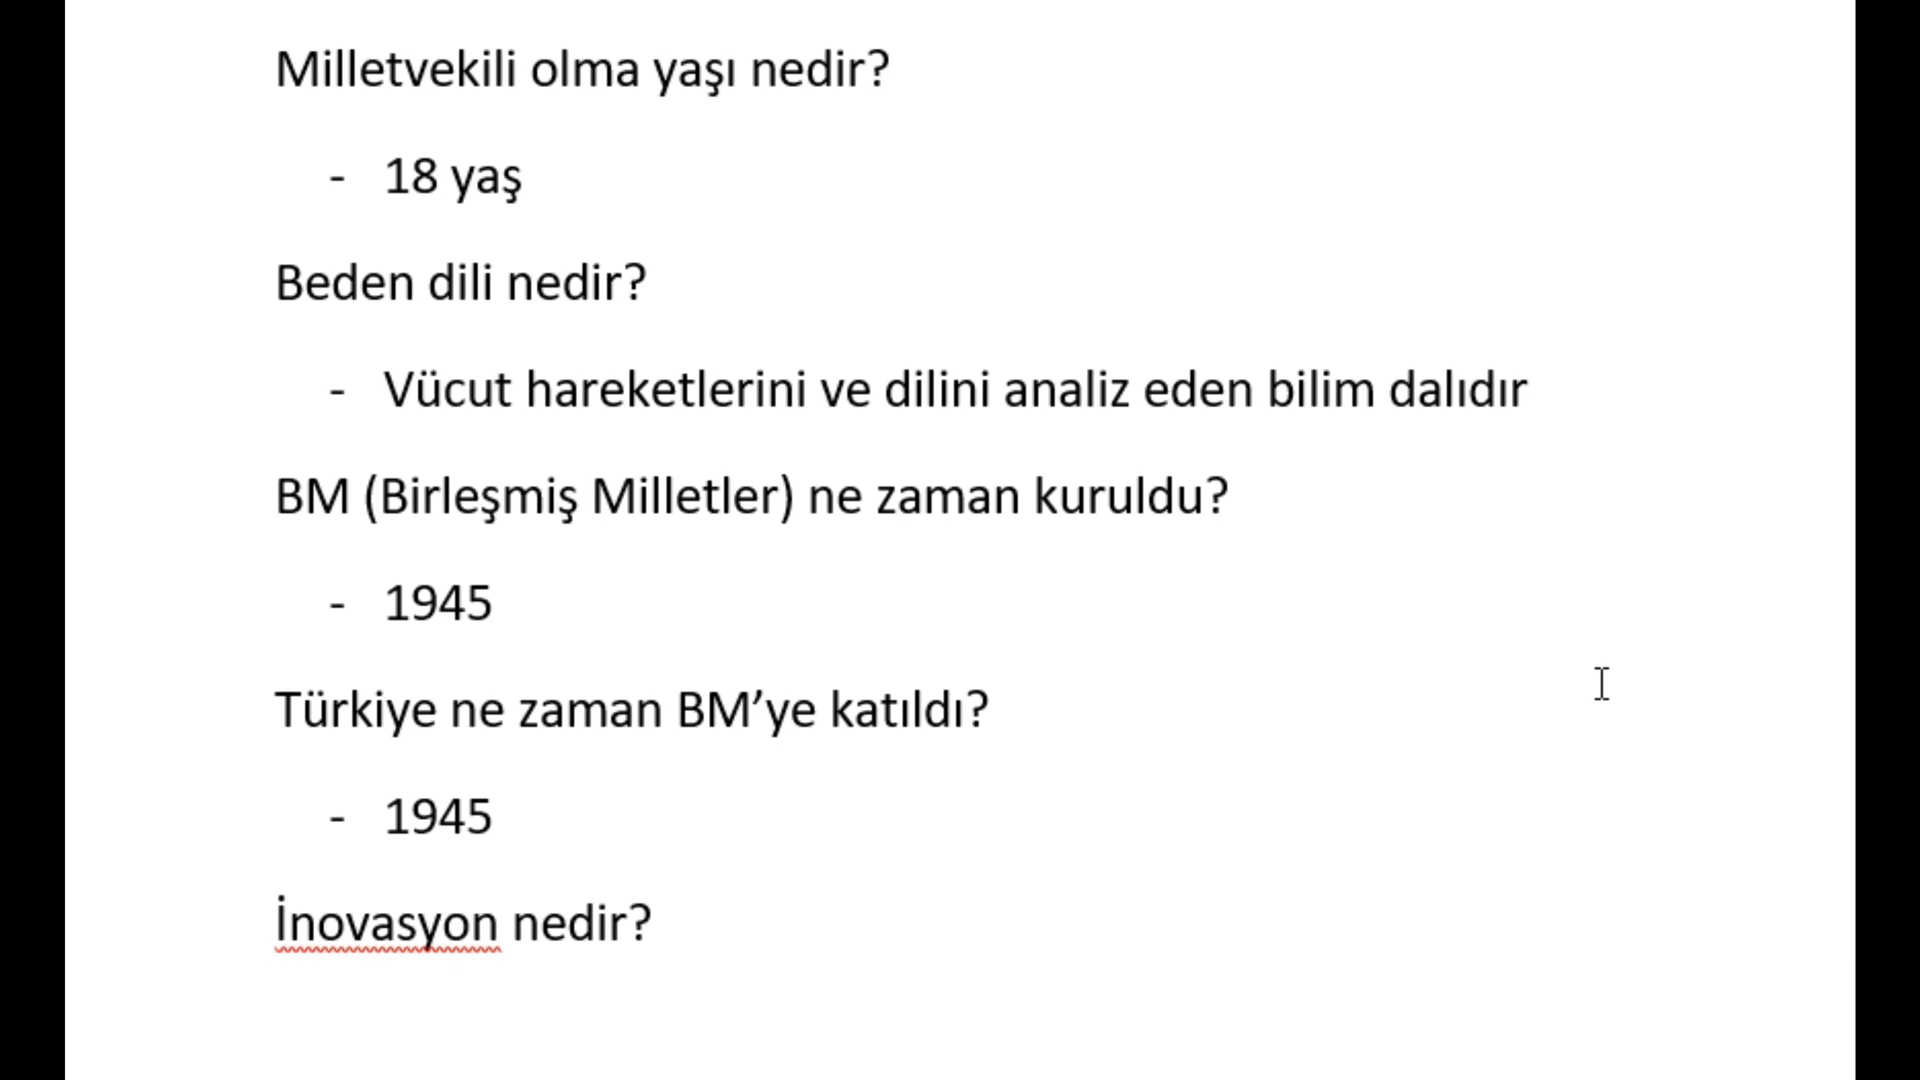 Milletvekili olma yaşı nedir?
- 18 yaş
Beden dili nedir?
- Vücut hareketlerini ve dilini analiz eden bilim dalıdır
BM (Birleşmiş Milletler) ne zaman kuruldu?
- 1945
Türkiye ne zaman BM’ye katıldı?
- 1945
İnovasyon nedir?